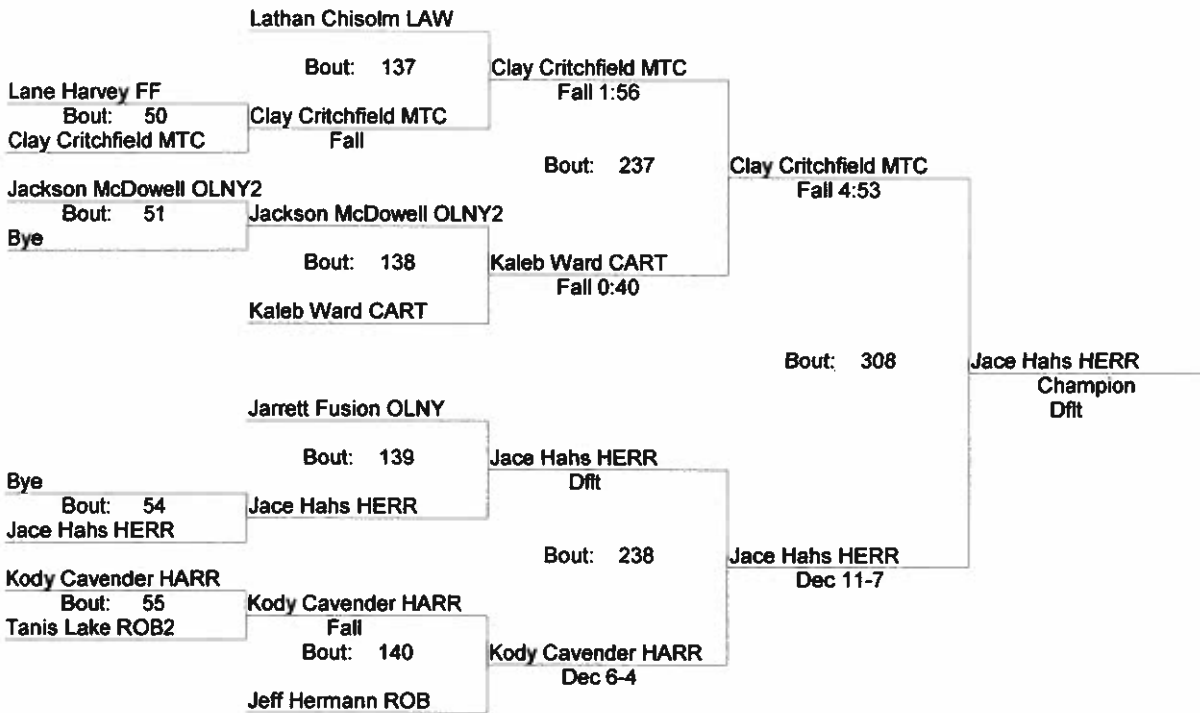 Lathan Chisolm LAW
Bout: 137
Clay Critchfield MTC
Fall 1:56
Lane Harvey FF
Bout: 50
Clay Critchfield MTC
Clay Critchfield MTC
Fall
Bout: 237
Clay Critchfield MTC
Fall 4:53
Jackson McDowell OLNY2
Bout: 51
Bye
Jackson McDowell OLNY2
Bout: 138
Kaleb Ward CART
Fall 0:40
Kaleb Ward CART
Bout: 308
Jace Hahs HERR
Champion
Dflt
Jarrett Fusion OLNY
Bout: 139
Jace Hahs HERR
Dflt
Bye
Bout: 54
Jace Hahs HERR
Jace Hahs HERR
Bout: 238
Jace Hahs HERR
Dec 11-7
Kody Cavender HARR
Bout: 55
Tanis Lake ROB2
Kody Cavender HARR
Fall
Bout: 140
Kody Cavender HARR
Dec 6-4
Jeff Hermann ROB